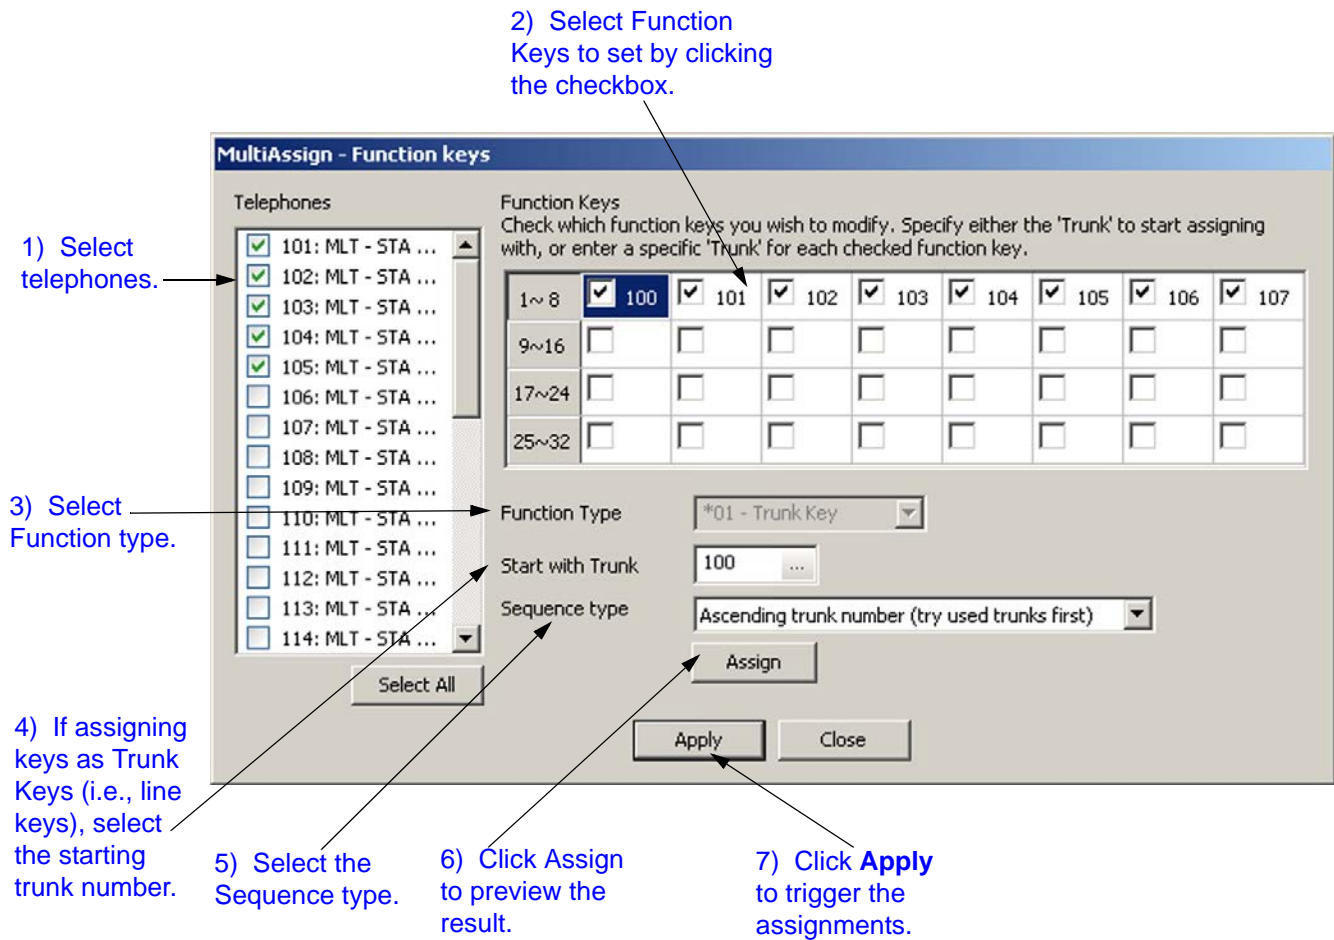 2) Select Function
Keys to set by clicking
the checkbox.
MultiAssign - Function keys
Telephones
Function Keys
Check which function keys you wish to modify. Specify either the 'Trunk' to start assigning
with, or enter a specific 'Trunk' for each checked function key.
1) Select
telephones.
101: MLT - STA ...
102: MLT - STA ...
103: MLT - STA ...
104: MLT - STA ...
105: MLT - STA ...
106: MLT - STA ...
107: MLT - STA ...
108: MLT - STA ...
109: MLT - STA ...
110: MLT - STA ...
111: MLT - STA ...
112: MLT - STA ...
113: MLT - STA ...
114: MLT - STA ...
Select All
1~ 8 100 101 102 103 104 105 106 107
9~16
17~24
25~32
3) Select
Function type.
Function Type *01 - Trunk Key
Start with Trunk 100 ...
Sequence type Ascending trunk number (try used trunks first)
Assign
Apply Close
4) If assigning
keys as Trunk
Keys (i.e., line
keys), select
the starting
trunk number.
5) Select the
Sequence type.
6) Click Assign
to preview the
result.
7) Click Apply
to trigger the
assignments.